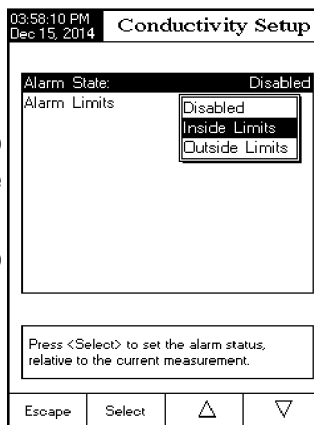 03:58:10 PM
Dec 15, 2014
Conductivity Setup
Alarm State: Disabled
Alarm Limits
Disabled
Inside Limits
Outside Limits
Press <Select> to set the alarm status,
relative to the current measurement.
Escape Select